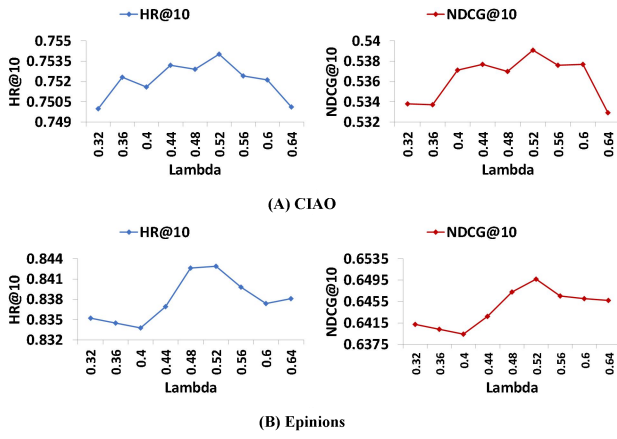 HR@10
HR@10
0.755
0.7535
0.752
0.7505
0.749
0.32 0.36 0.4 0.44 0.48 0.52 0.56 0.6 0.64
Lambda
NDCG@10
NDCG@10
0.54
0.538
0.536
0.534
0.532
0.32 0.36 0.4 0.44 0.48 0.52 0.56 0.6 0.64
Lambda
(A) CIAO
HR@10
HR@10
0.844
0.841
0.838
0.835
0.832
0.32 0.36 0.4 0.44 0.48 0.52 0.56 0.6 0.64
Lambda
NDCG@10
NDCG@10
0.6535
0.6495
0.6455
0.6415
0.6375
0.32 0.36 0.4 0.44 0.48 0.52 0.56 0.6 0.64
Lambda
(B) Epinions